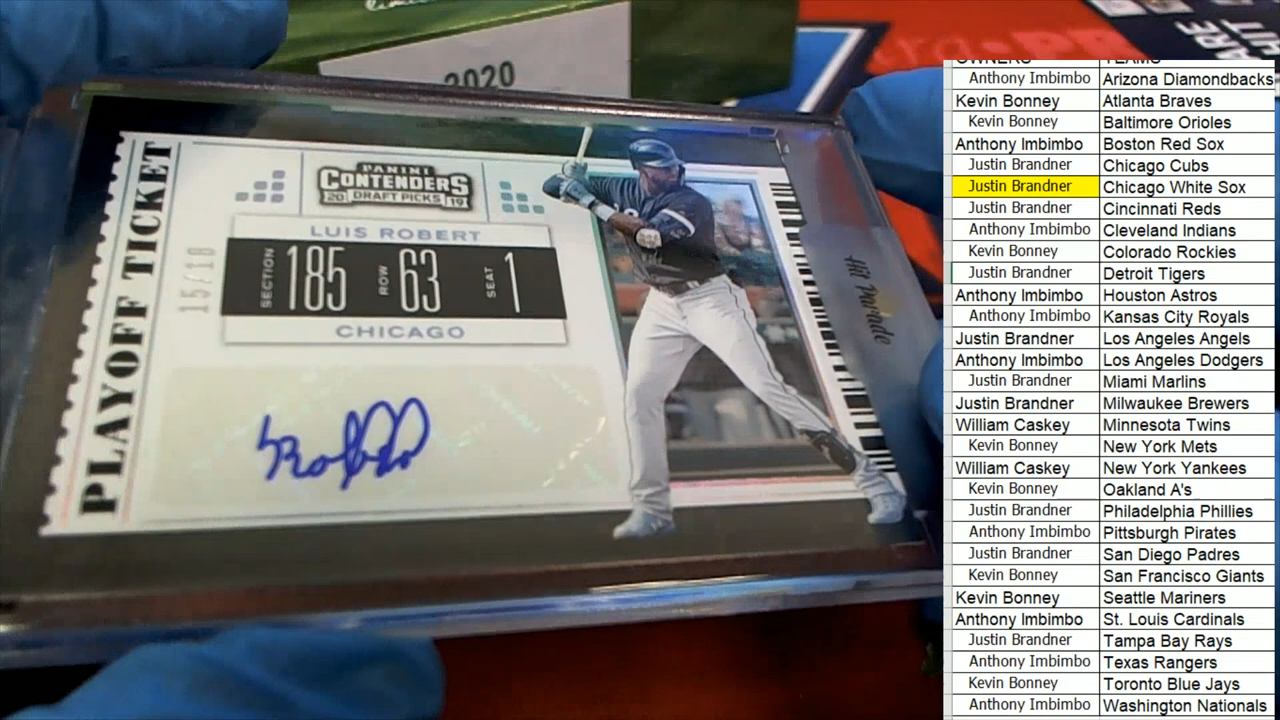 2020
PLAYOFF TICKET
15/18
PANINI
CONTENDERS
20 DRAFT PICKS 19
LUIS ROBERT
SECTION 185 ROW 63 SEAT 1
CHICAGO
Hit Parade
OWNERS TEAMS
Anthony Imbimbo Arizona Diamondbacks
Kevin Bonney Atlanta Braves
Kevin Bonney Baltimore Orioles
Anthony Imbimbo Boston Red Sox
Justin Brandner Chicago Cubs
Justin Brandner Chicago White Sox
Justin Brandner Cincinnati Reds
Anthony Imbimbo Cleveland Indians
Kevin Bonney Colorado Rockies
Justin Brandner Detroit Tigers
Anthony Imbimbo Houston Astros
Anthony Imbimbo Kansas City Royals
Justin Brandner Los Angeles Angels
Anthony Imbimbo Los Angeles Dodgers
Justin Brandner Miami Marlins
Justin Brandner Milwaukee Brewers
William Caskey Minnesota Twins
Kevin Bonney New York Mets
William Caskey New York Yankees
Kevin Bonney Oakland A's
Justin Brandner Philadelphia Phillies
Anthony Imbimbo Pittsburgh Pirates
Justin Brandner San Diego Padres
Kevin Bonney San Francisco Giants
Kevin Bonney Seattle Mariners
Anthony Imbimbo St. Louis Cardinals
Justin Brandner Tampa Bay Rays
Anthony Imbimbo Texas Rangers
Kevin Bonney Toronto Blue Jays
Anthony Imbimbo Washington Nationals